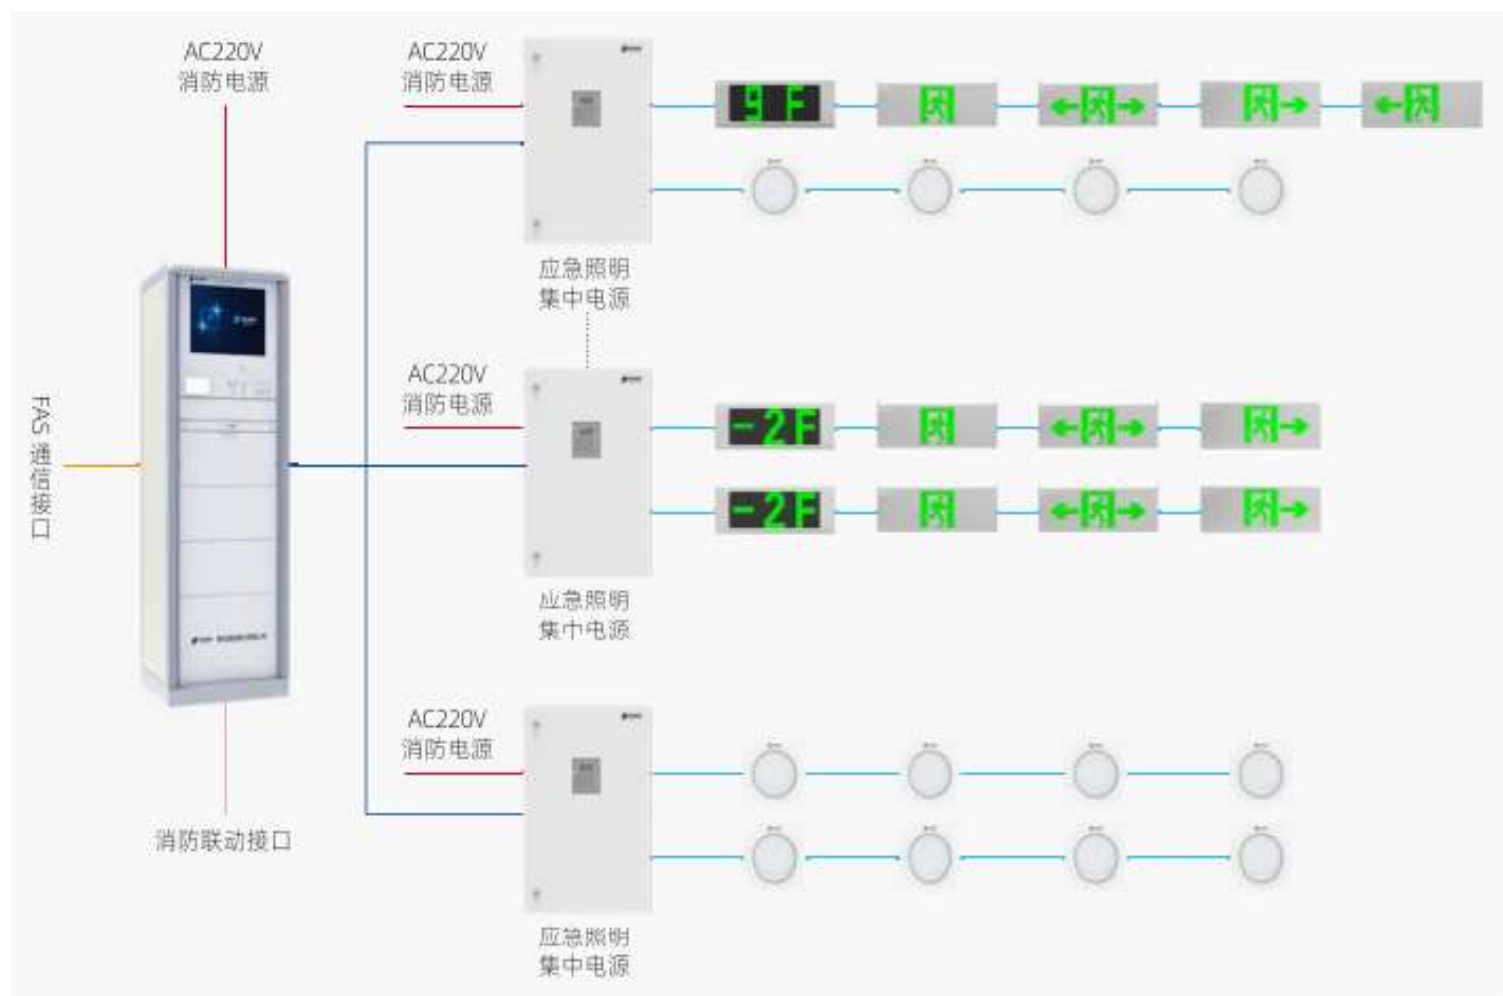 AC220V
消防电源
AC220V
消防电源
9F
应急照明
集中电源
FAS 通信接口
AC220V
消防电源
-2F
-2F
应急照明
集中电源
AC220V
消防电源
消防联动接口
应急照明
集中电源